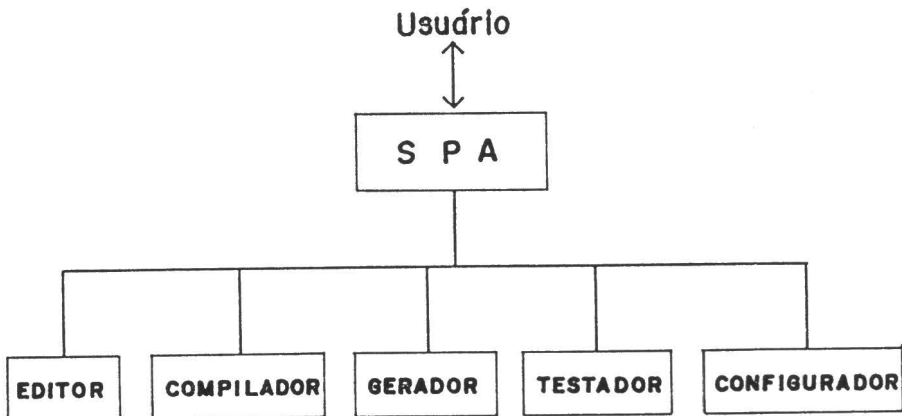 Usuário
S P A
EDITOR
COMPILADOR
GERADOR
TESTADOR
CONFIGURADOR